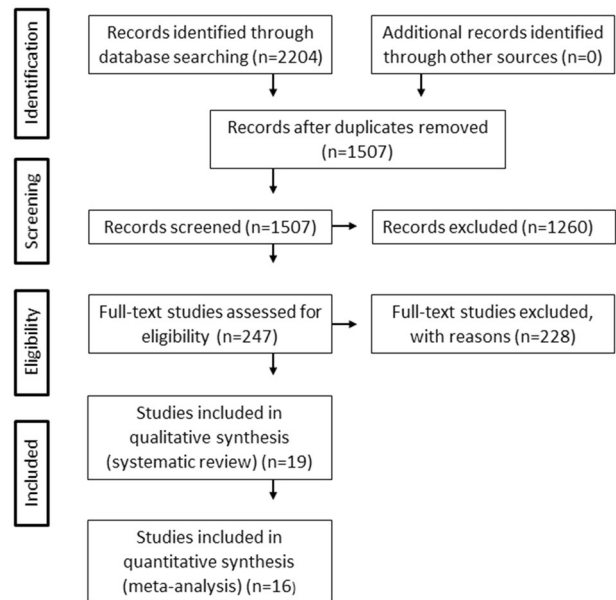 Identification
Records identified through
database searching (n=2204)
Additional records identified
through other sources (n=0)
Records after duplicates removed
(n=1507)
Screening
Records screened (n=1507)
Records excluded (n=1260)
Eligibility
Full-text studies assessed for
eligibility (n=247)
Full-text studies excluded,
with reasons (n=228)
Included
Studies included in
qualitative synthesis
(systematic review) (n=19)
Studies included in
quantitative synthesis
(meta-analysis) (n=16)